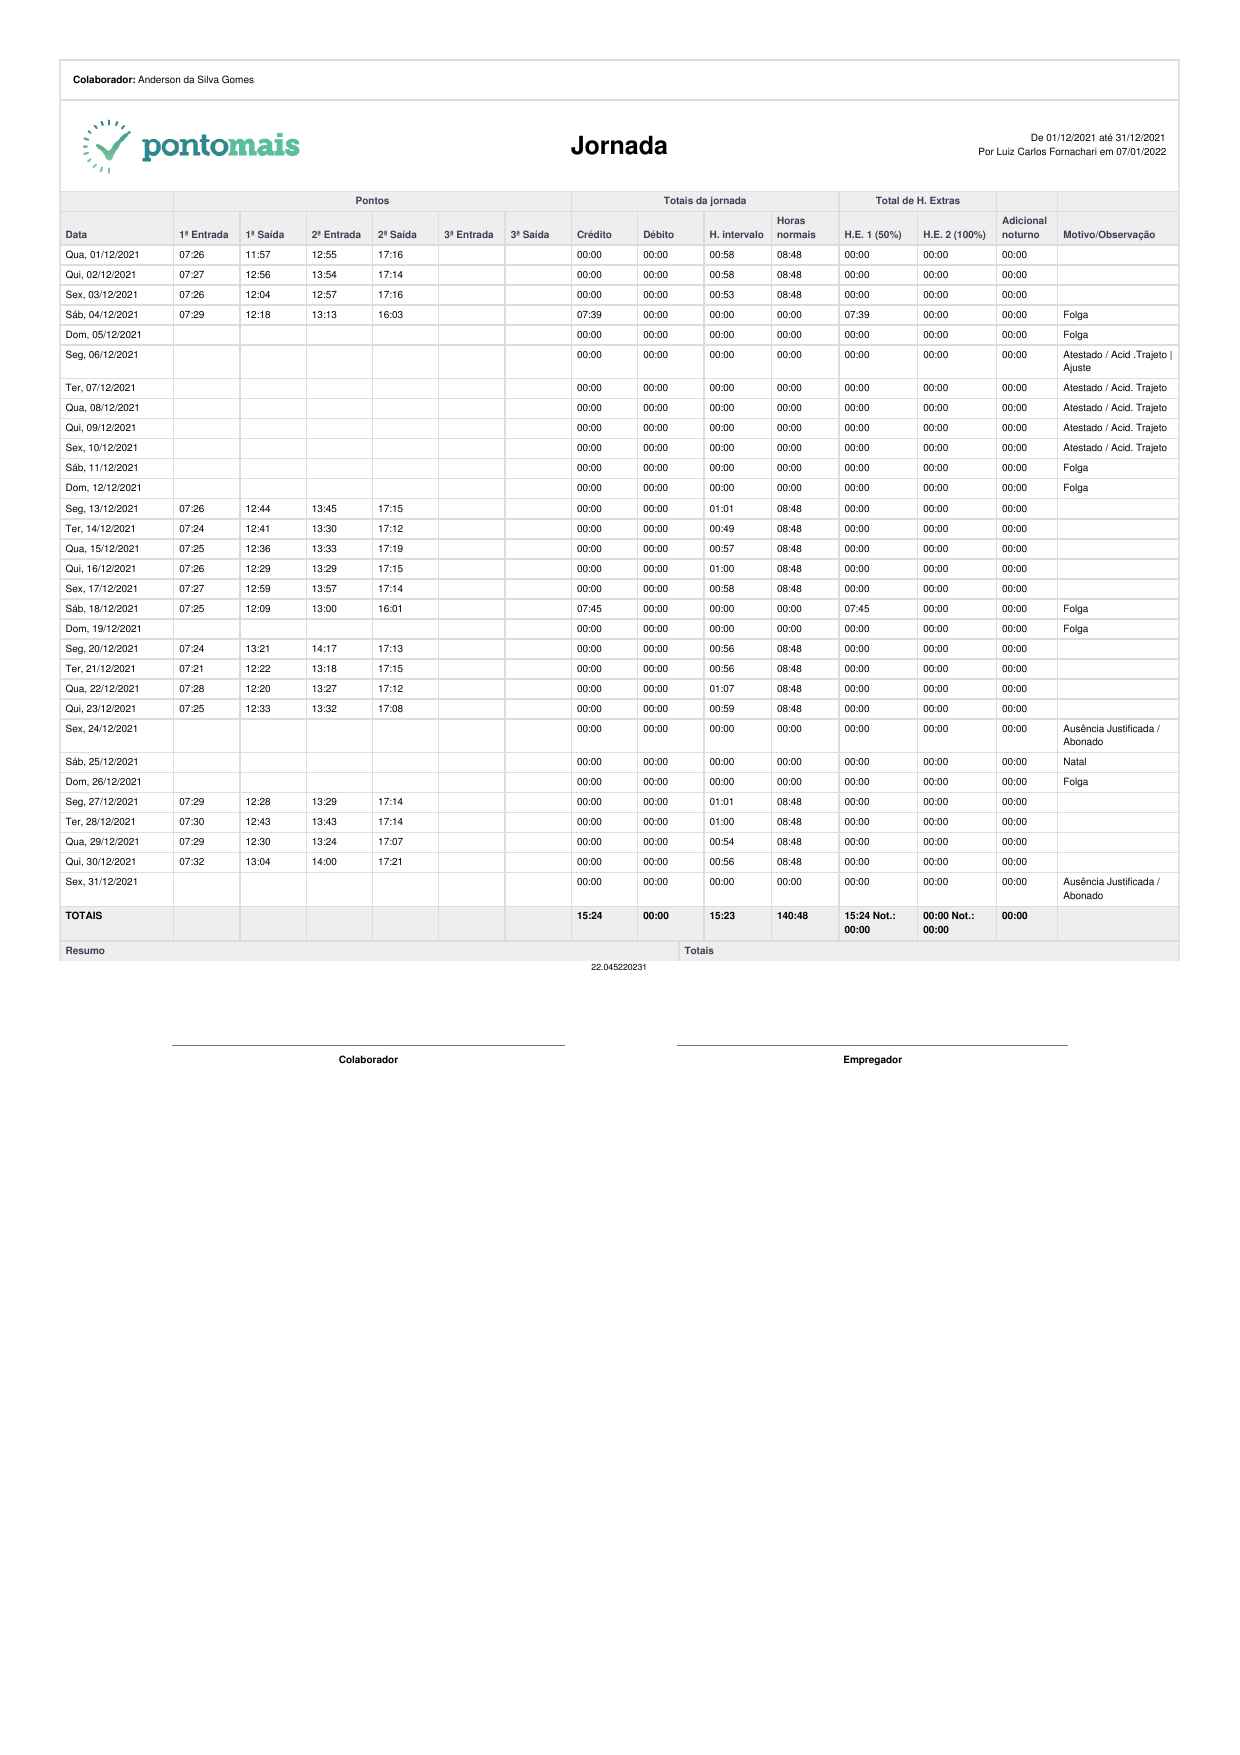 Colaborador: Anderson da Silva Gomes
pontomais
Jornada
De 01/12/2021 até 31/12/2021
Por Luiz Carlos Fornachari em 07/01/2022
Pontos Totais da jornada Total de H. Extras
Data 1ª Entrada 1ª Saída 2ª Entrada 2ª Saída 3ª Entrada 3ª Saída Crédito Débito H. intervalo Horas normais H.E. 1 (50%) H.E. 2 (100%) Adicional noturno Motivo/Observação
Qua, 01/12/2021 07:26 11:57 12:55 17:16 00:00 00:00 00:58 08:48 00:00 00:00 00:00
Qui, 02/12/2021 07:27 12:56 13:54 17:14 00:00 00:00 00:58 08:48 00:00 00:00 00:00
Sex, 03/12/2021 07:26 12:04 12:57 17:16 00:00 00:00 00:53 08:48 00:00 00:00 00:00
Sáb, 04/12/2021 07:29 12:18 13:13 16:03 07:39 00:00 00:00 00:00 07:39 00:00 00:00 Folga
Dom, 05/12/2021 00:00 00:00 00:00 00:00 00:00 00:00 00:00 Folga
Seg, 06/12/2021 00:00 00:00 00:00 00:00 00:00 00:00 00:00 Atestado / Acid .Trajeto |
Ajuste
Ter, 07/12/2021 00:00 00:00 00:00 00:00 00:00 00:00 00:00 Atestado / Acid. Trajeto
Qua, 08/12/2021 00:00 00:00 00:00 00:00 00:00 00:00 00:00 Atestado / Acid. Trajeto
Qui, 09/12/2021 00:00 00:00 00:00 00:00 00:00 00:00 00:00 Atestado / Acid. Trajeto
Sex, 10/12/2021 00:00 00:00 00:00 00:00 00:00 00:00 00:00 Atestado / Acid. Trajeto
Sáb, 11/12/2021 00:00 00:00 00:00 00:00 00:00 00:00 00:00 Folga
Dom, 12/12/2021 00:00 00:00 00:00 00:00 00:00 00:00 00:00 Folga
Seg, 13/12/2021 07:26 12:44 13:45 17:15 00:00 00:00 01:01 08:48 00:00 00:00 00:00
Ter, 14/12/2021 07:24 12:41 13:30 17:12 00:00 00:00 00:49 08:48 00:00 00:00 00:00
Qua, 15/12/2021 07:25 12:36 13:33 17:19 00:00 00:00 00:57 08:48 00:00 00:00 00:00
Qui, 16/12/2021 07:26 12:29 13:29 17:15 00:00 00:00 01:00 08:48 00:00 00:00 00:00
Sex, 17/12/2021 07:27 12:59 13:57 17:14 00:00 00:00 00:58 08:48 00:00 00:00 00:00
Sáb, 18/12/2021 07:25 12:09 13:00 16:01 07:45 00:00 00:00 00:00 07:45 00:00 00:00 Folga
Dom, 19/12/2021 00:00 00:00 00:00 00:00 00:00 00:00 00:00 Folga
Seg, 20/12/2021 07:24 13:21 14:17 17:13 00:00 00:00 00:56 08:48 00:00 00:00 00:00
Ter, 21/12/2021 07:21 12:22 13:18 17:15 00:00 00:00 00:56 08:48 00:00 00:00 00:00
Qua, 22/12/2021 07:28 12:20 13:27 17:12 00:00 00:00 01:07 08:48 00:00 00:00 00:00
Qui, 23/12/2021 07:25 12:33 13:32 17:08 00:00 00:00 00:59 08:48 00:00 00:00 00:00
Sex, 24/12/2021 00:00 00:00 00:00 00:00 00:00 00:00 00:00 Ausência Justificada /
Abonado
Sáb, 25/12/2021 00:00 00:00 00:00 00:00 00:00 00:00 00:00 Natal
Dom, 26/12/2021 00:00 00:00 00:00 00:00 00:00 00:00 00:00 Folga
Seg, 27/12/2021 07:29 12:28 13:29 17:14 00:00 00:00 01:01 08:48 00:00 00:00 00:00
Ter, 28/12/2021 07:30 12:43 13:43 17:14 00:00 00:00 01:00 08:48 00:00 00:00 00:00
Qua, 29/12/2021 07:29 12:30 13:24 17:07 00:00 00:00 00:54 08:48 00:00 00:00 00:00
Qui, 30/12/2021 07:32 13:04 14:00 17:21 00:00 00:00 00:56 08:48 00:00 00:00 00:00
Sex, 31/12/2021 00:00 00:00 00:00 00:00 00:00 00:00 00:00 Ausência Justificada /
Abonado
TOTAIS 15:24 00:00 15:23 140:48 15:24 Not.: 00:00 Not.: 00:00
00:00 00:00
Resumo Totais
22.045220231
Colaborador Empregador